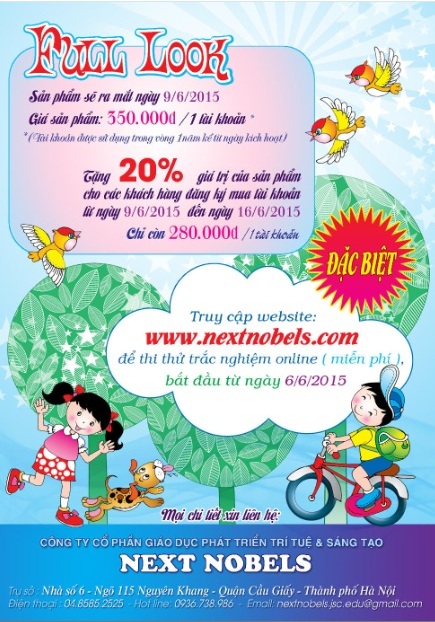 FULL LOOK
Sản phẩm sẽ ra mắt ngày 9/6/2015
Giá sản phẩm: 350.000đ /1 tài khoản *
*(Tài khoản được sử dụng trong vòng 1 năm kể từ ngày kích hoạt)
Tặng 20% giá trị của sản phẩm
cho các khách hàng đăng ký mua tài khoản
từ ngày 9/6/2015 đến ngày 16/6/2015
Chỉ còn 280.000đ /1 tài khoản
ĐẶC BIỆT
Truy cập website:
www.nextnobels.com
để thi thử trắc nghiệm online ( miễn phí ),
bắt đầu từ ngày 6/6/2015
Mọi chi tiết xin liên hệ:
CÔNG TY CỔ PHẦN GIÁO DỤC PHÁT TRIỂN TRÍ TUỆ & SÁNG TẠO
NEXT NOBELS
Trụ sở : Nhà số 6 - Ngõ 115 Nguyễn Khang - Quận Cầu Giấy - Thành phố Hà Nội
Điện thoại : 04.8585.2525 - Hot line: 0936.738.986 - Email: nextnobels.jsc.edu@gmail.com